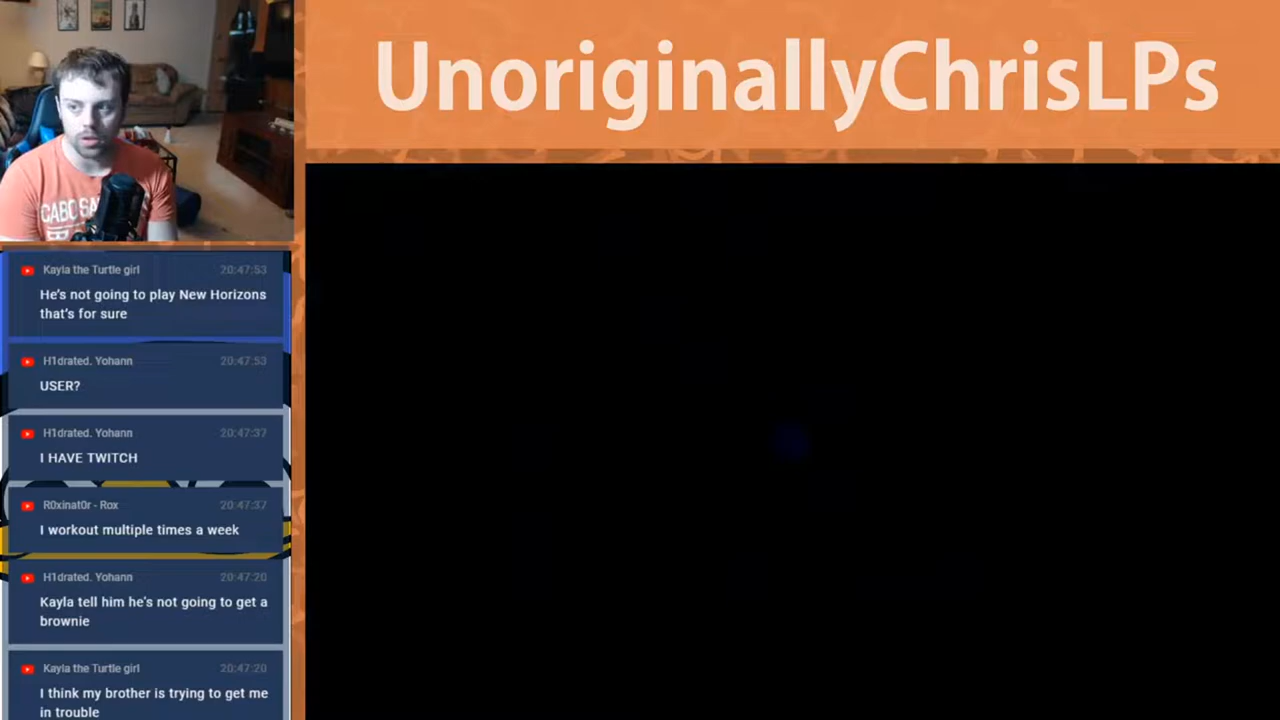 UnoriginallyChrisLPs
CABO SA
Kayla the Turtle girl 20:47:53
He's not going to play New Horizons
that's for sure
H1drated. Yohann 20:47:53
USER?
H1drated. Yohann 20:47:37
I HAVE TWITCH
R0xinat0r - Rox 20:47:37
I workout multiple times a week
H1drated. Yohann 20:47:20
Kayla tell him he's not going to get a
brownie
Kayla the Turtle girl 20:47:20
I think my brother is trying to get me
in trouble